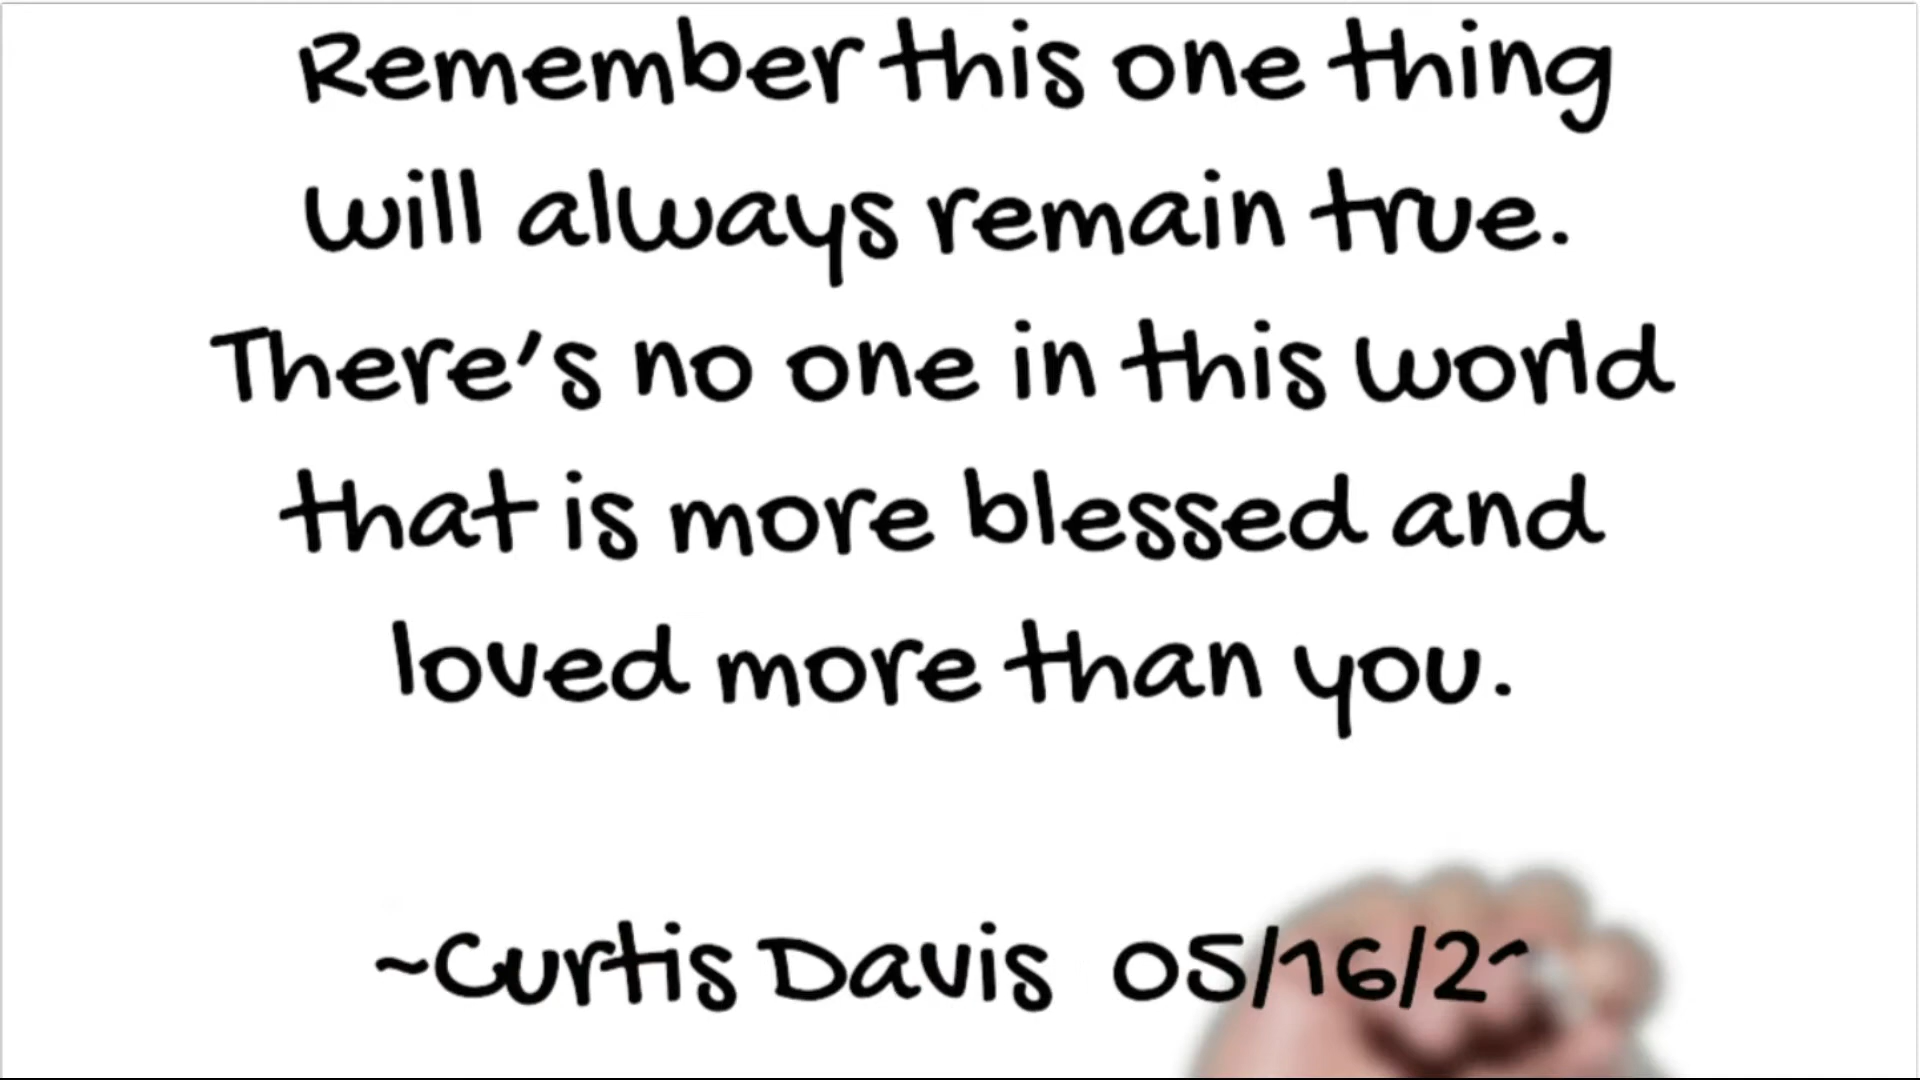 Remember this one thing
will always remain true.
There's no one in this world
that is more blessed and
loved more than you.
~Curtis Davis 05/16/2